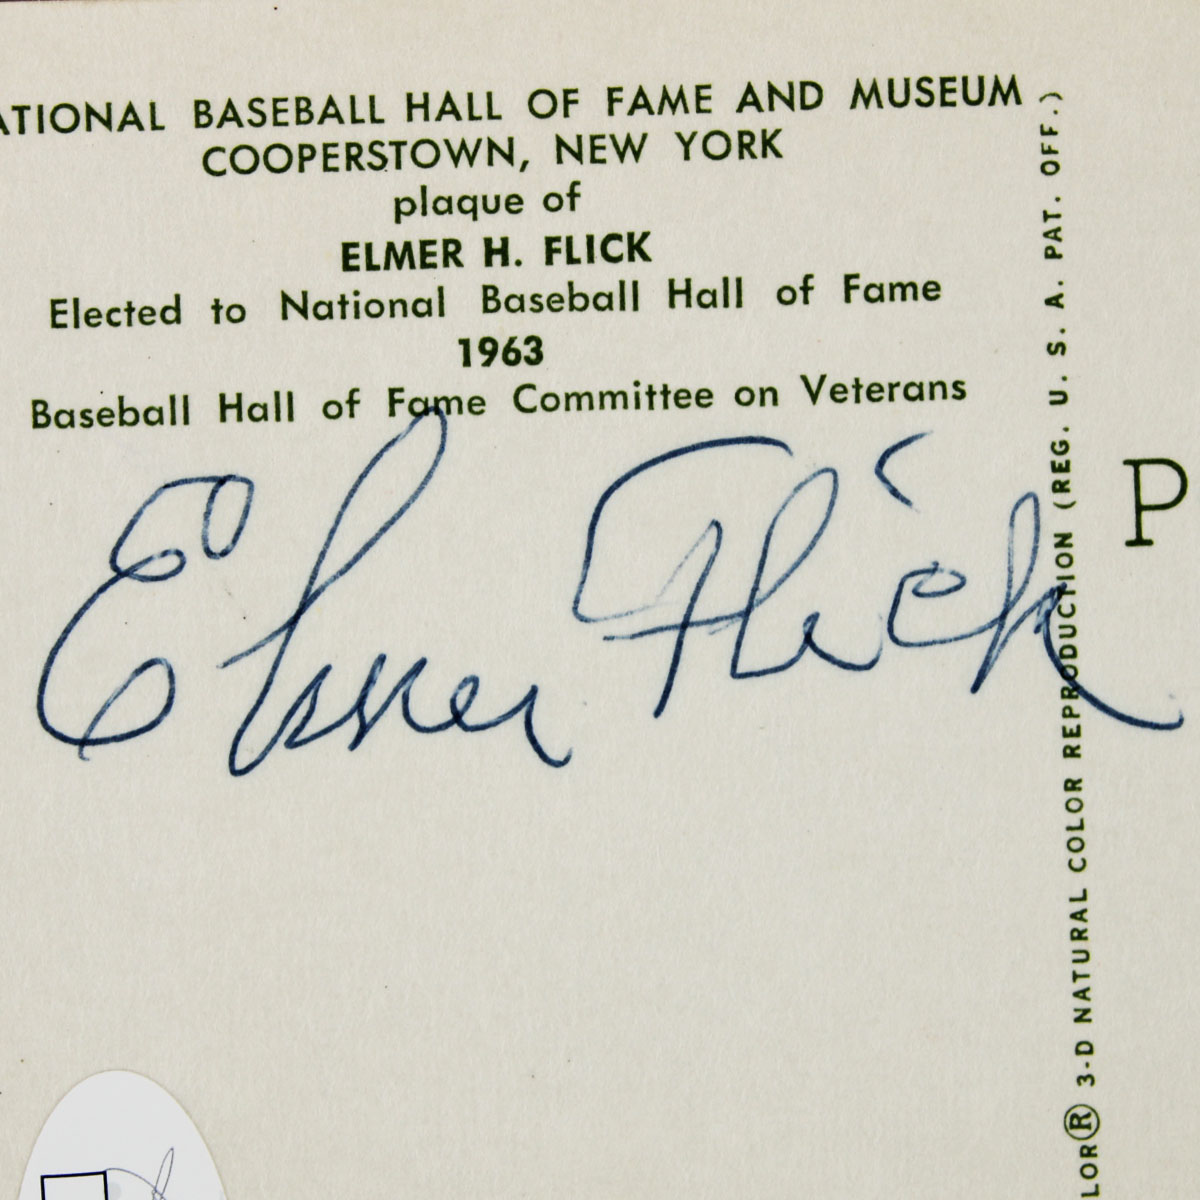 ATIONAL BASEBALL HALL OF FAME AND MUSEUM
COOPERSTOWN, NEW YORK
plaque of
ELMER H. FLICK
Elected to National Baseball Hall of Fame
1963
Baseball Hall of Fame Committee on Veterans
Elmer Flick
P
LOR® 3-D NATURAL COLOR REPRODUCTION (REG. U. S. A. PAT. OFF.)